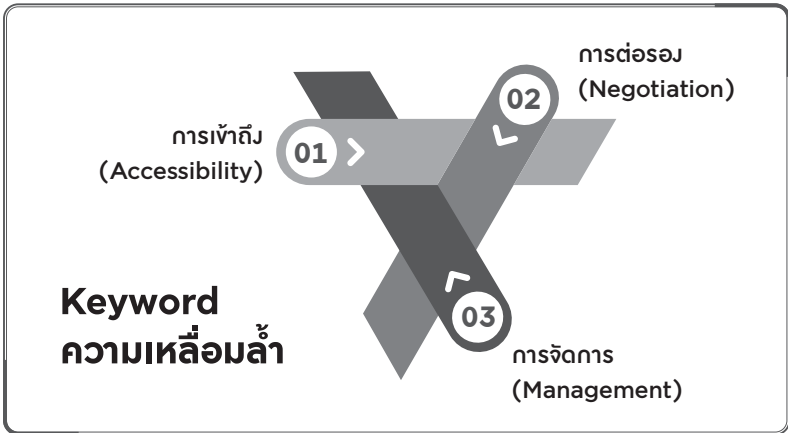 การเข้าถึง
(Accessibility)
01
การต่อรอง
(Negotiation)
02
03
การจัดการ
(Management)
Keyword
ความเหลื่อมล้ำ